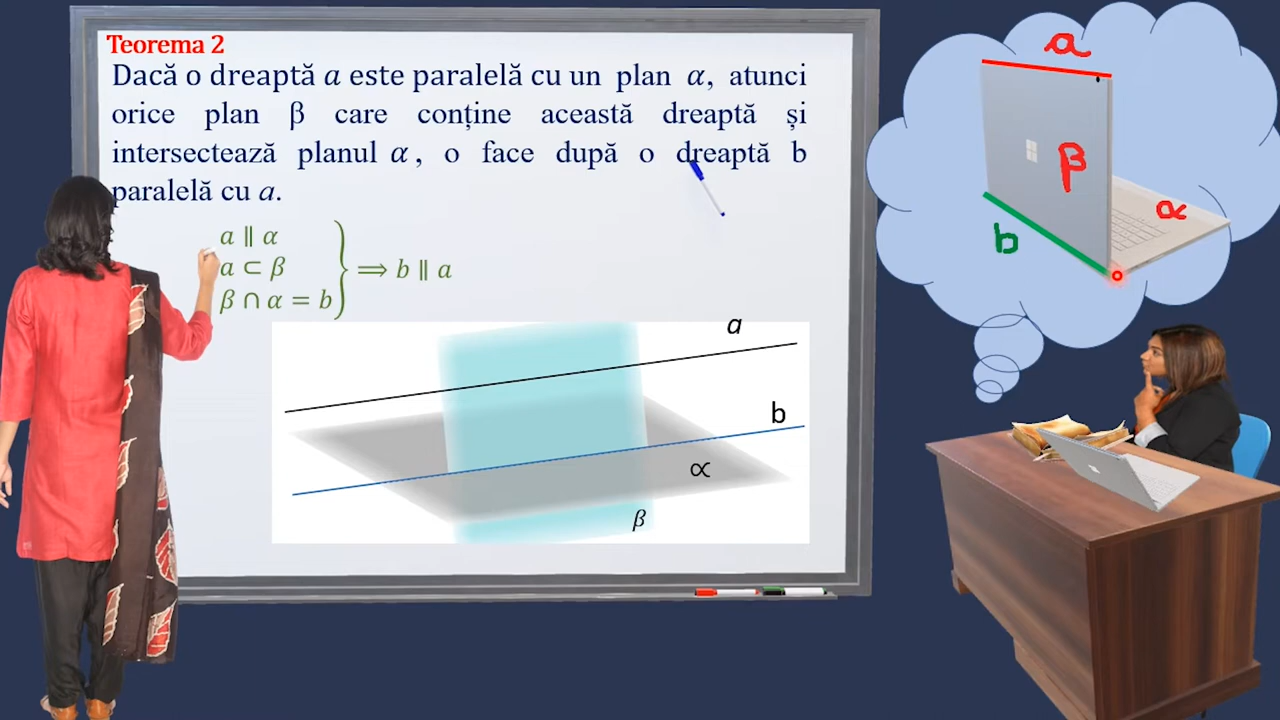 Teorema 2
Dacă o dreaptă a este paralelă cu un plan α, atunci
orice plan β care conține această dreaptă și
intersectează planul α, o face după o dreaptă b
paralelă cu a.
a ∥ α
a ⊂ β
β ∩ α = b
⟹ b ∥ a
a
b
∝
β
a
β
α
b